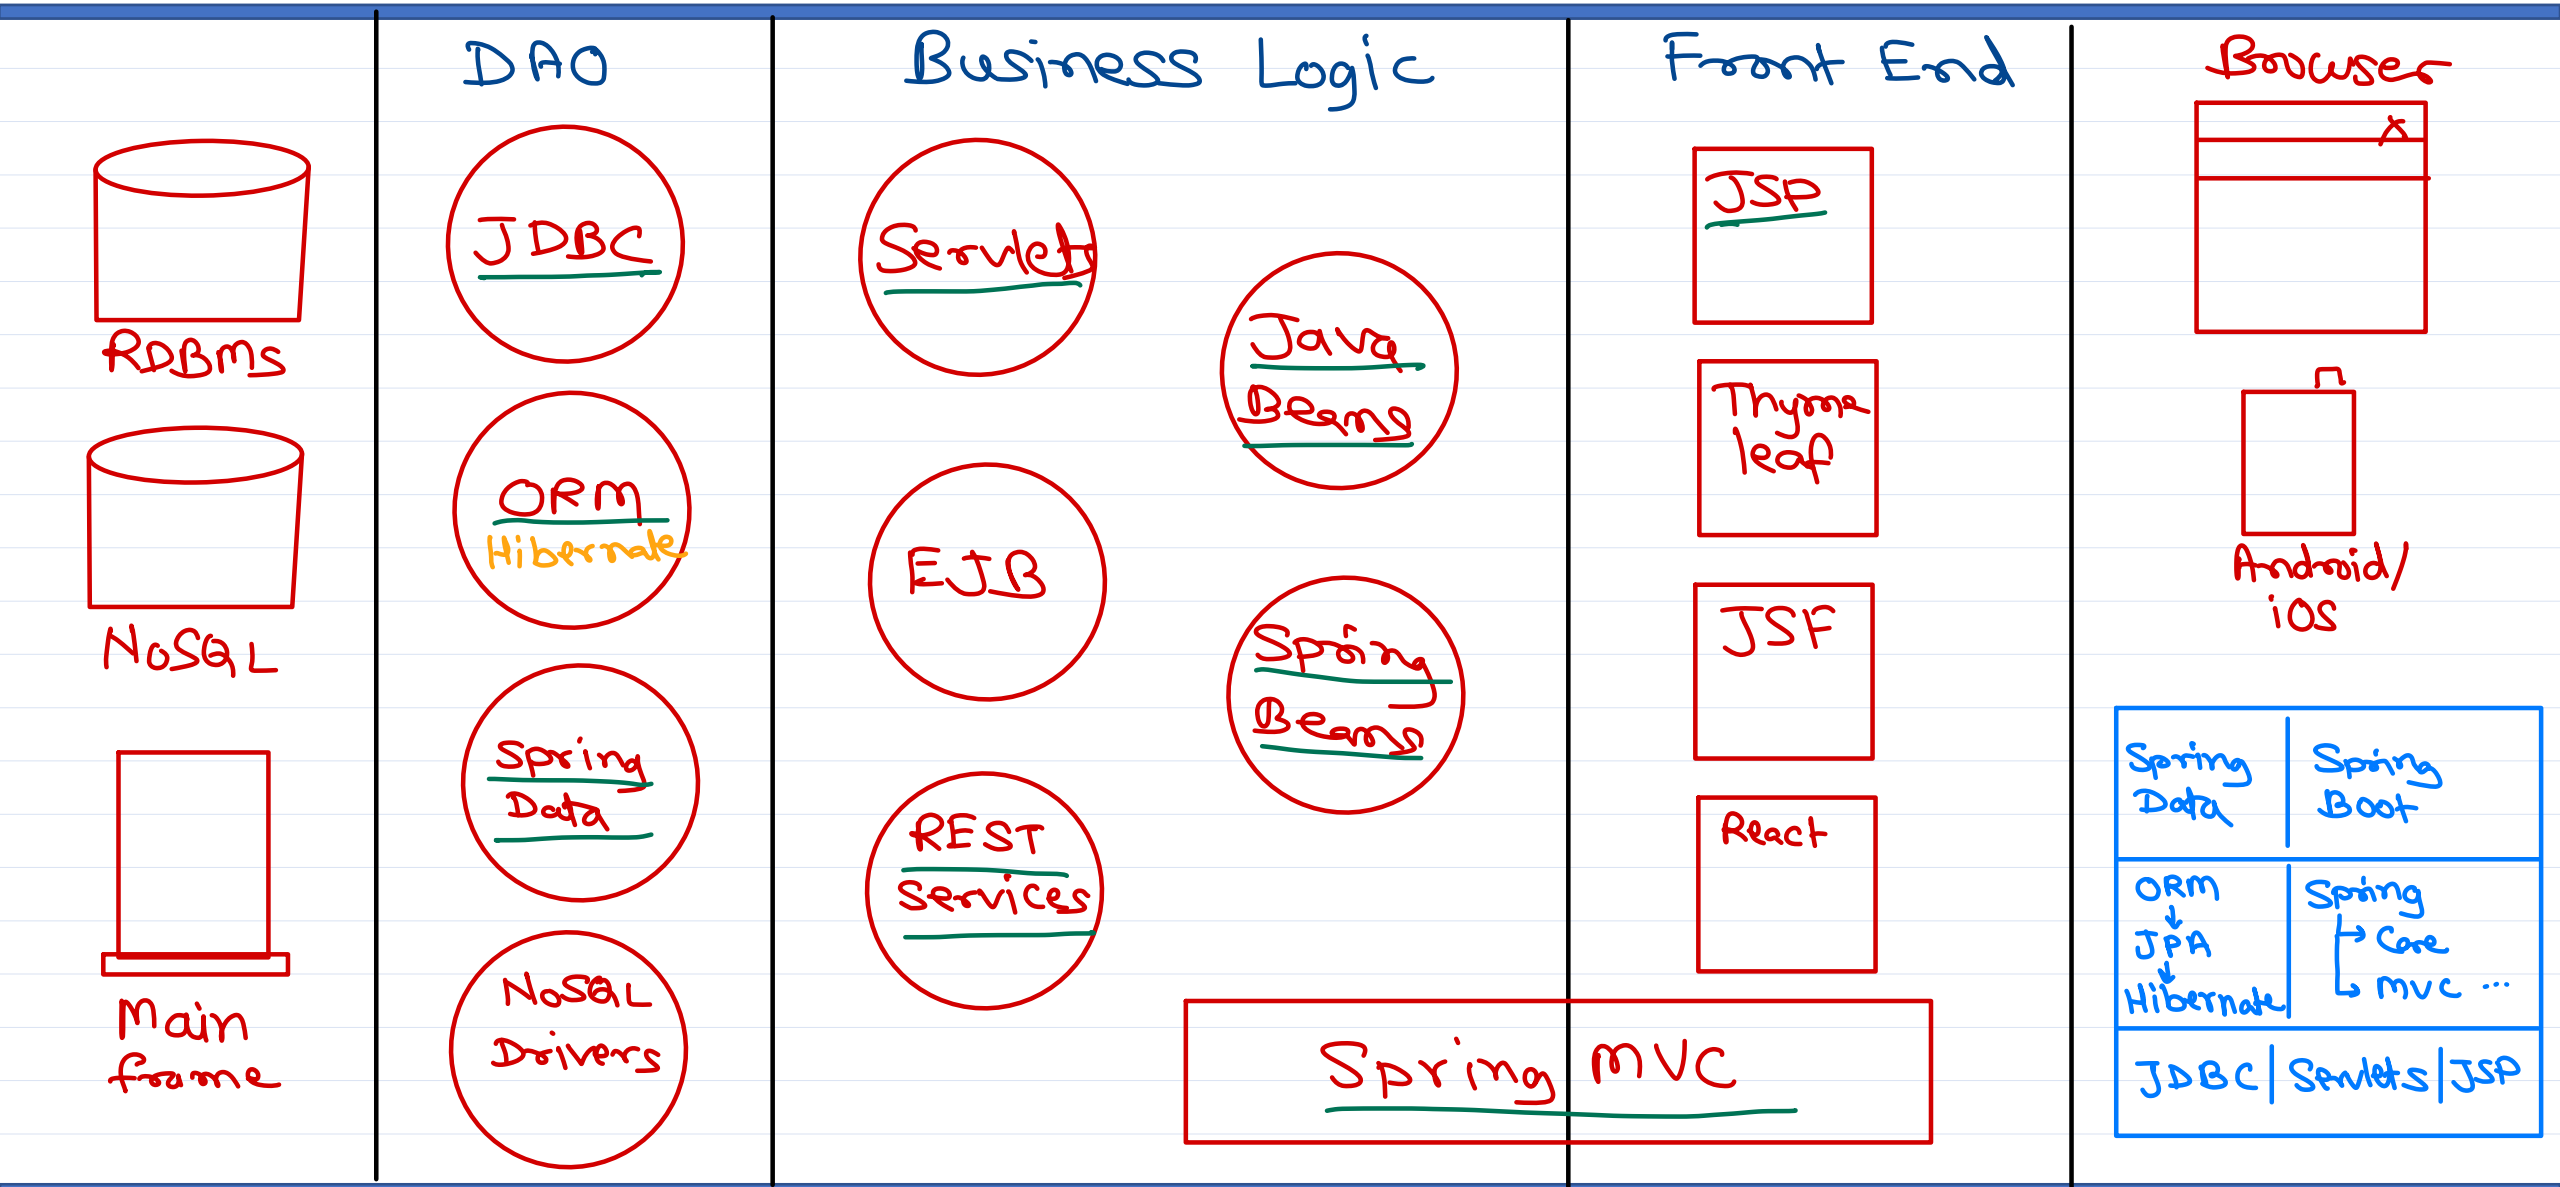 DAO
Business Logic
Front End
Browser
x
RDBMS
NoSQL
Main
frame
JDBC
ORM
Hibernate
Spring
Data
NoSQL
Drivers
Servlets
Java
Beans
EJB
Spring
Beans
REST
Services
Spring MVC
JSP
Thyme
leaf
JSF
React
Android/
iOS
Spring
Data
Spring
Boot
ORM
JPA
Hibernate
Spring
Core
MVC ...
JDBC | Servlets | JSP